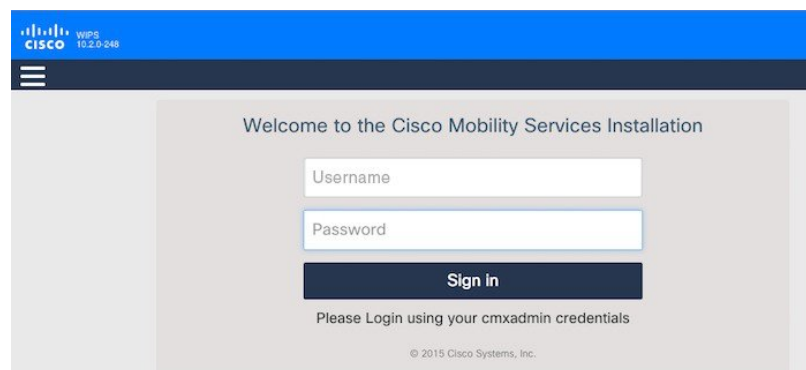 CISCO
WIPS
10.2.0-248
Welcome to the Cisco Mobility Services Installation
Username
Password
Sign in
Please Login using your cmxadmin credentials
© 2015 Cisco Systems, Inc.